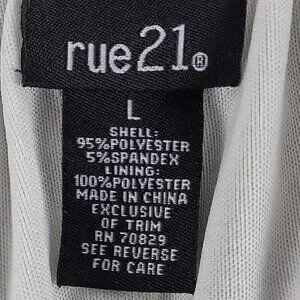 rue21®
L
SHELL:
95%POLYESTER
5%SPANDEX
LINING:
100%POLYESTER
MADE IN CHINA
EXCLUSIVE
OF TRIM
RN 70829
SEE REVERSE
FOR CARE